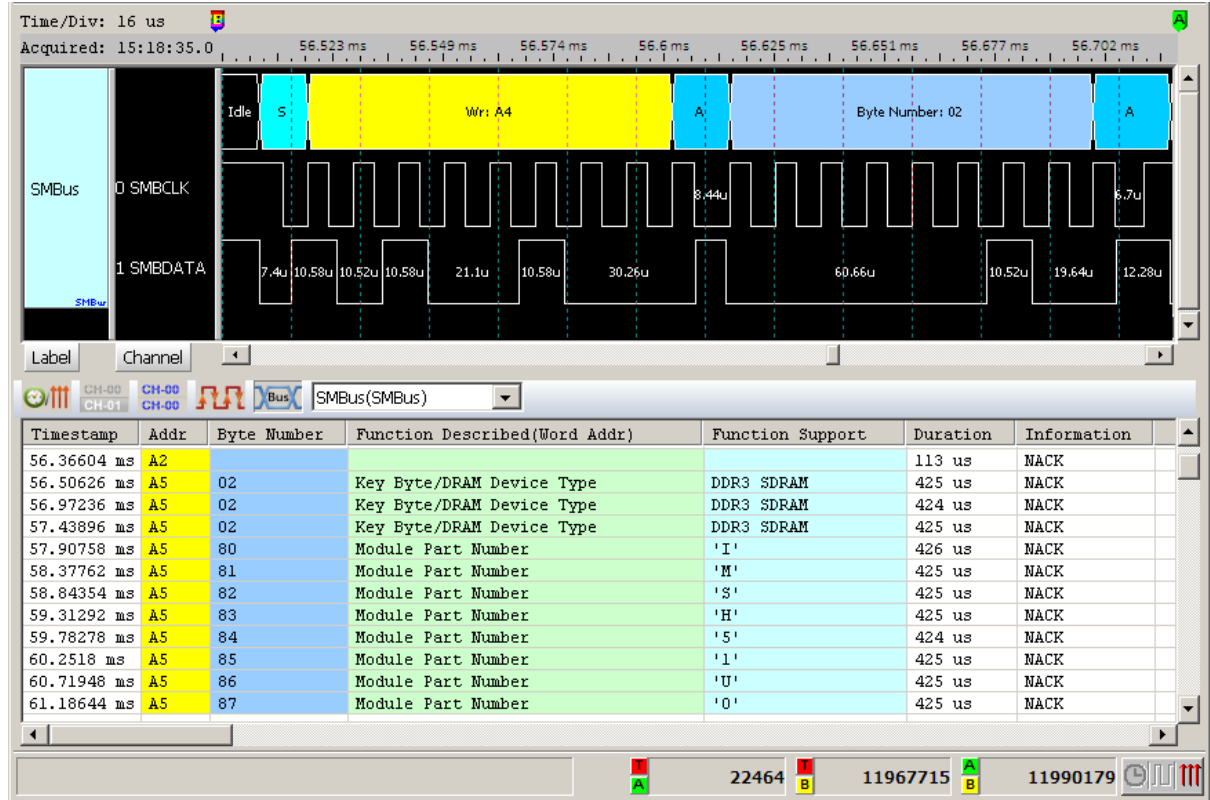 Time/Div: 16 us B A
Acquired: 15:18:35.0 56.523 ms 56.549 ms 56.574 ms 56.6 ms 56.625 ms 56.651 ms 56.677 ms 56.702 ms
Idle S Wr: A4 A Byte Number: 02 A
SMBus 0 SMBCLK 8.44u 6.7u
1 SMBDATA 7.4u 10.58u 10.52u 10.58u 21.1u 10.58u 30.26u 60.66u 10.52u 19.64u 12.28u
Label Channel
CH-00 CH-00 Bus SMBus(SMBus)
CH-01 CH-00
Timestamp Addr Byte Number Function Described(Word Addr) Function Support Duration Information
56.36604 ms A2 113 us NACK
56.50626 ms A5 02 Key Byte/DRAM Device Type DDR3 SDRAM 425 us NACK
56.97236 ms A5 02 Key Byte/DRAM Device Type DDR3 SDRAM 424 us NACK
57.43896 ms A5 02 Key Byte/DRAM Device Type DDR3 SDRAM 425 us NACK
57.90758 ms A5 80 Module Part Number 'I' 426 us NACK
58.37762 ms A5 81 Module Part Number 'M' 425 us NACK
58.84354 ms A5 82 Module Part Number 'S' 425 us NACK
59.31292 ms A5 83 Module Part Number 'H' 425 us NACK
59.78278 ms A5 84 Module Part Number '5' 424 us NACK
60.2518 ms A5 85 Module Part Number '1' 425 us NACK
60.71948 ms A5 86 Module Part Number 'U' 425 us NACK
61.18644 ms A5 87 Module Part Number '0' 425 us NACK
T A 22464 T B 11967715 A B 11990179